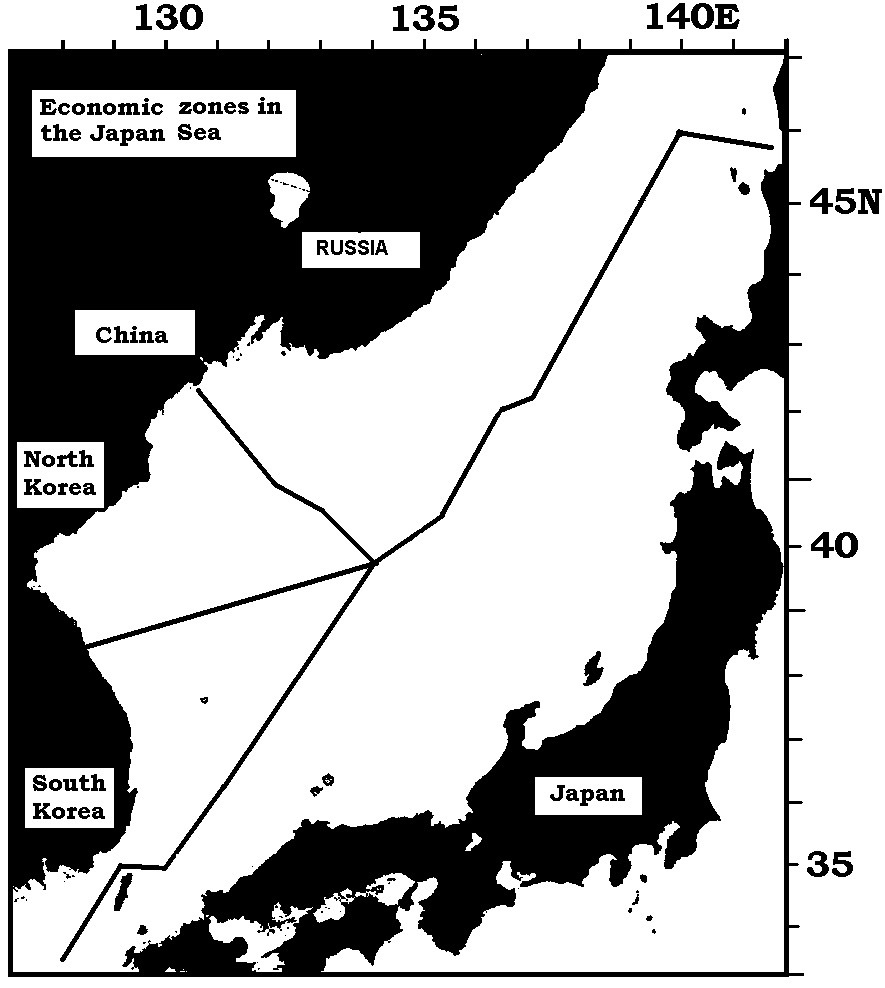 130 135 140E
Economic zones in
the Japan Sea
45N
RUSSIA
China
North
Korea
40
South
Korea
Japan
35